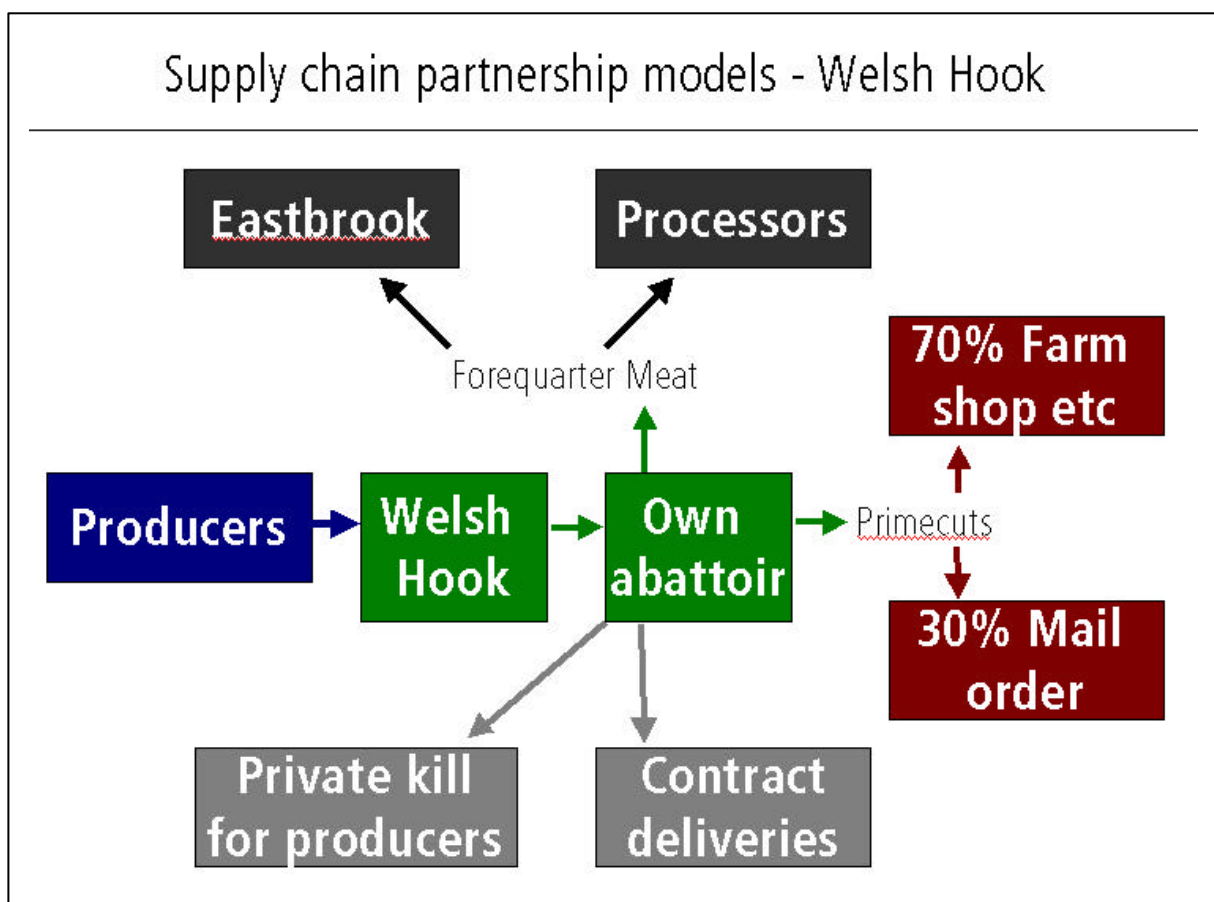 Supply chain partnership models - Welsh Hook
Eastbrook
Processors
70% Farm
shop etc
Forequarter Meat
Producers
Welsh
Hook
Own
abattoir
Primecuts
30% Mail
order
Private kill
for producers
Contract
deliveries